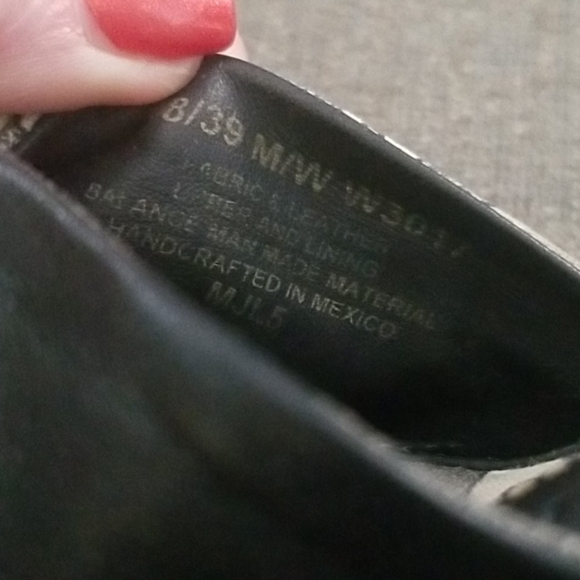 8/39 M/W W3017
FABRIC & LEATHER
UPPER AND LINING
BALANCE MAN MADE MATERIAL
HANDCRAFTED IN MEXICO
MJL5